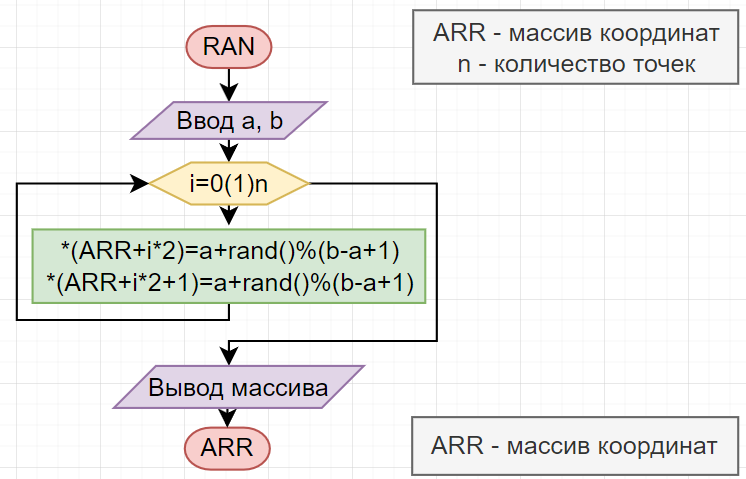 RAN
ARR - массив координат
n - количество точек
Ввод a, b
i=0(1)n
*(ARR+i*2)=a+rand()%(b-a+1)
*(ARR+i*2+1)=a+rand()%(b-a+1)
Вывод массива
ARR
ARR - массив координат